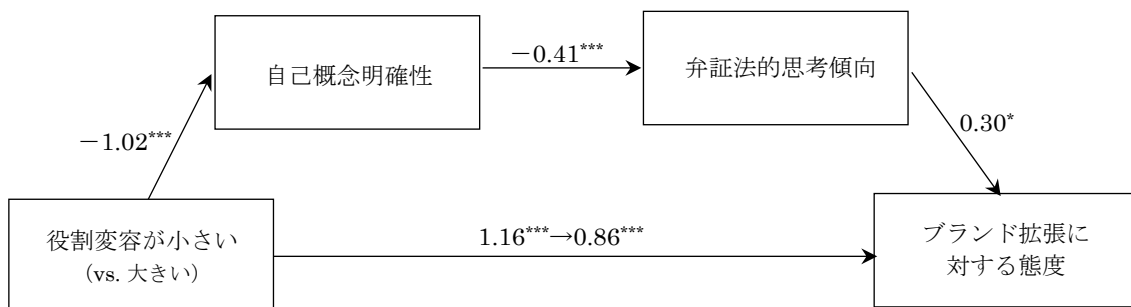 自己概念明確性
−0.41***
弁証法的思考傾向
−1.02***
0.30*
役割変容が小さい
(vs. 大きい)
1.16***→0.86***
ブランド拡張に
対する態度